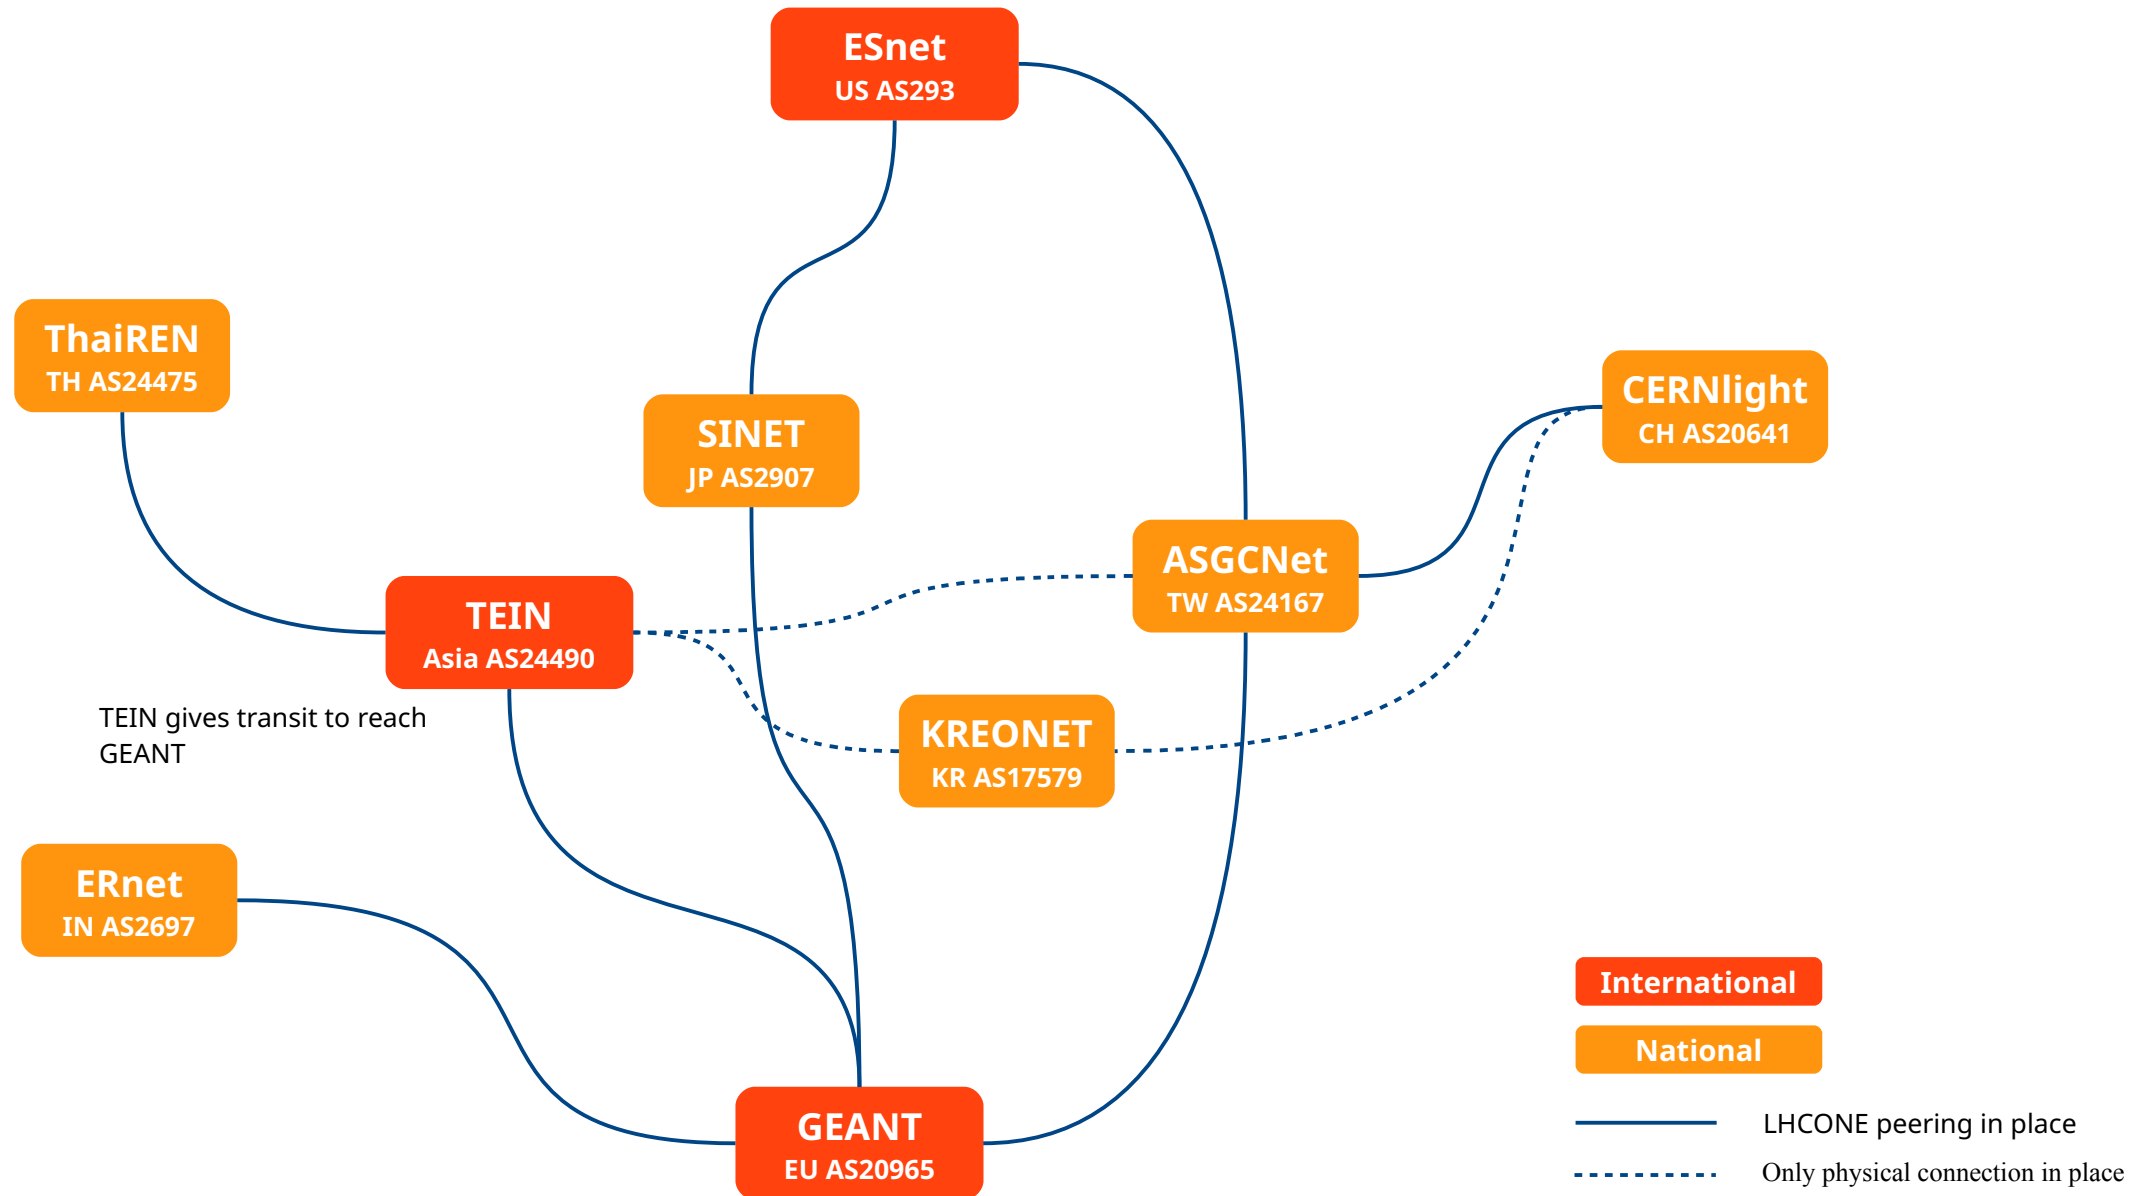 ESnet
US AS293
ThaiREN
TH AS24475
CERNlight
CH AS20641
SINET
JP AS2907
ASGCNet
TW AS24167
TEIN
Asia AS24490
TEIN gives transit to reach
GEANT
KREONET
KR AS17579
ERnet
IN AS2697
GEANT
EU AS20965
International
National
LHCONE peering in place
Only physical connection in place